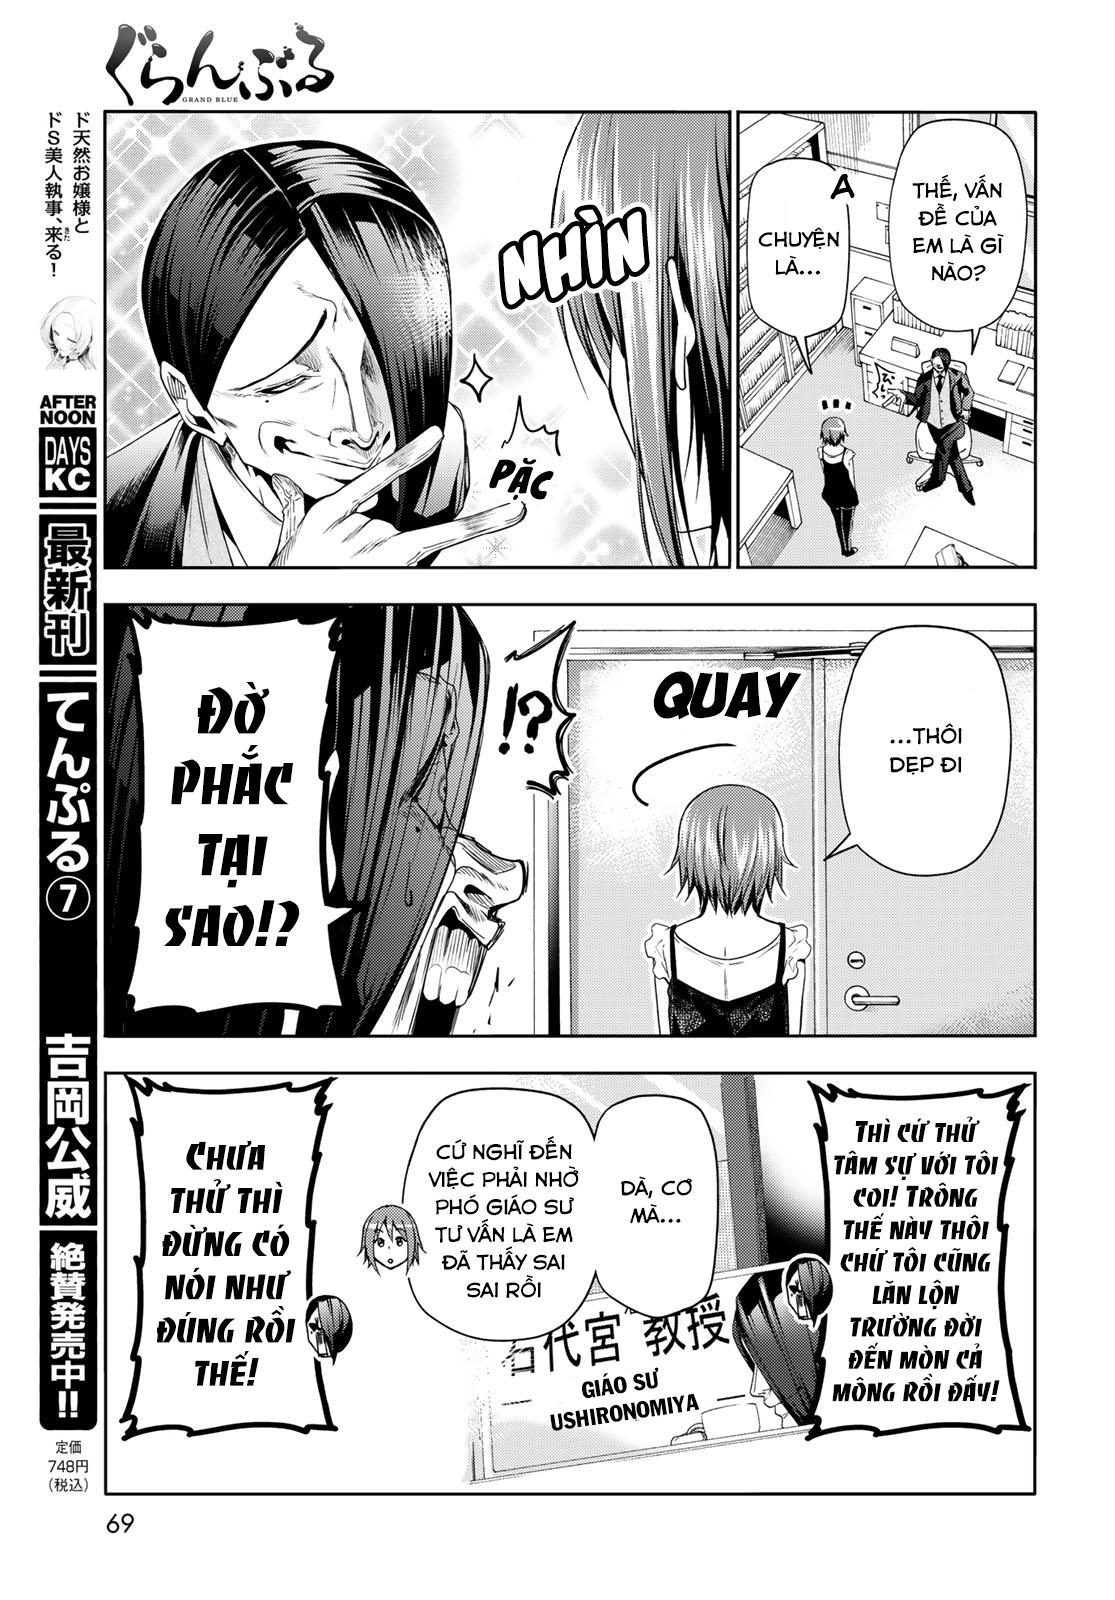 ぐらんぶる
GRAND BLUE
THẾ, VẤN
ĐỀ CỦA
EM LÀ GÌ
NÀO?
A
CHUYỆN
LÀ...
NHÌN
PẶC
...THÔI
DẸP ĐI
QUAY
!?
ĐỜ
PHẮC
TẠI
SAO!?
THÌ CỨ THỬ
TÂM SỰ VỚI TÔI
COI! TRÔNG
THẾ NÀY THÔI
CHỨ TÔI CŨNG
LĂN LỘN
TRƯỜNG ĐỜI
ĐẾN MÒN CẢ
MÔNG RỒI ĐẤY!
DÀ, CƠ
MÀ...
CỨ NGHĨ ĐẾN
VIỆC PHẢI NHỜ
PHÓ GIÁO SƯ
TƯ VẤN LÀ EM
ĐÃ THẤY SAI
SAI RỒI
代宮 教授
GIÁO SƯ
USHIRONOMIYA
CHƯA
THỬ THÌ
ĐỪNG CÓ
NÓI NHƯ
ĐÚNG RỒI
THẾ!
ド天然お嬢様と
ドS美人執事、来る!
きた
AFTER
NOON
DAYS
KC
最新刊
てんぷる⑦
吉岡公威
絶賛発売中!!
定価
748円
(税込)
69